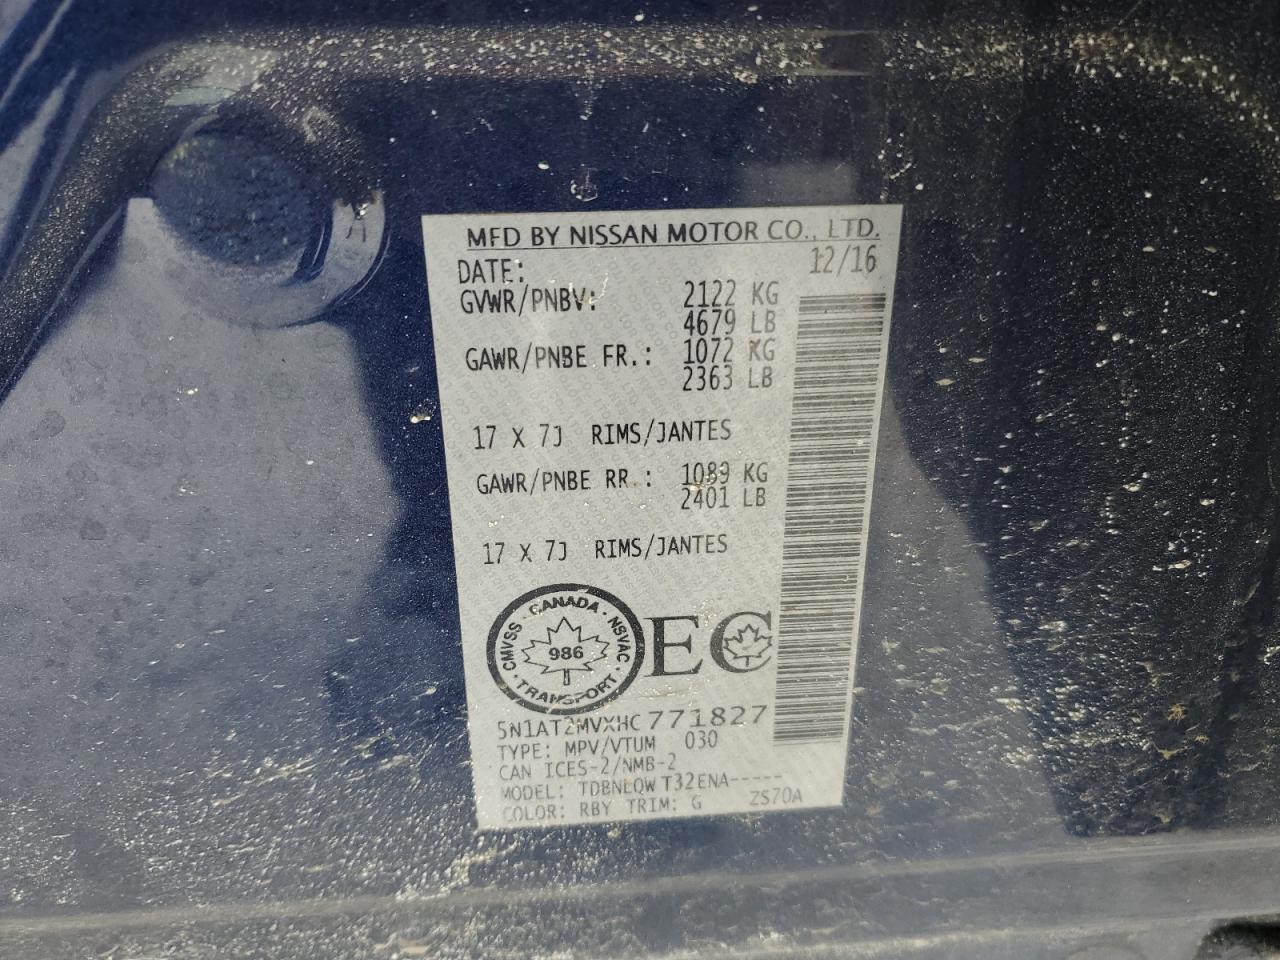 MFD BY NISSAN MOTOR CO., LTD.
DATE: 12/16
GVWR/PNBV: 2122 KG
4679 LB
GAWR/PNBE FR.: 1072 KG
2363 LB
17 X 7J RIMS/JANTES
GAWR/PNBE RR.: 1089 KG
2401 LB
17 X 7J RIMS/JANTES
CANADA · NSVAC · TRANSPORT · CMVSS
986
EC
5N1AT2MVXHC771827
TYPE: MPV/VTUM 030
CAN ICES-2/NMB-2
MODEL: TDBNLQW T32ENA-----
COLOR: RBY TRIM: G ZS70A